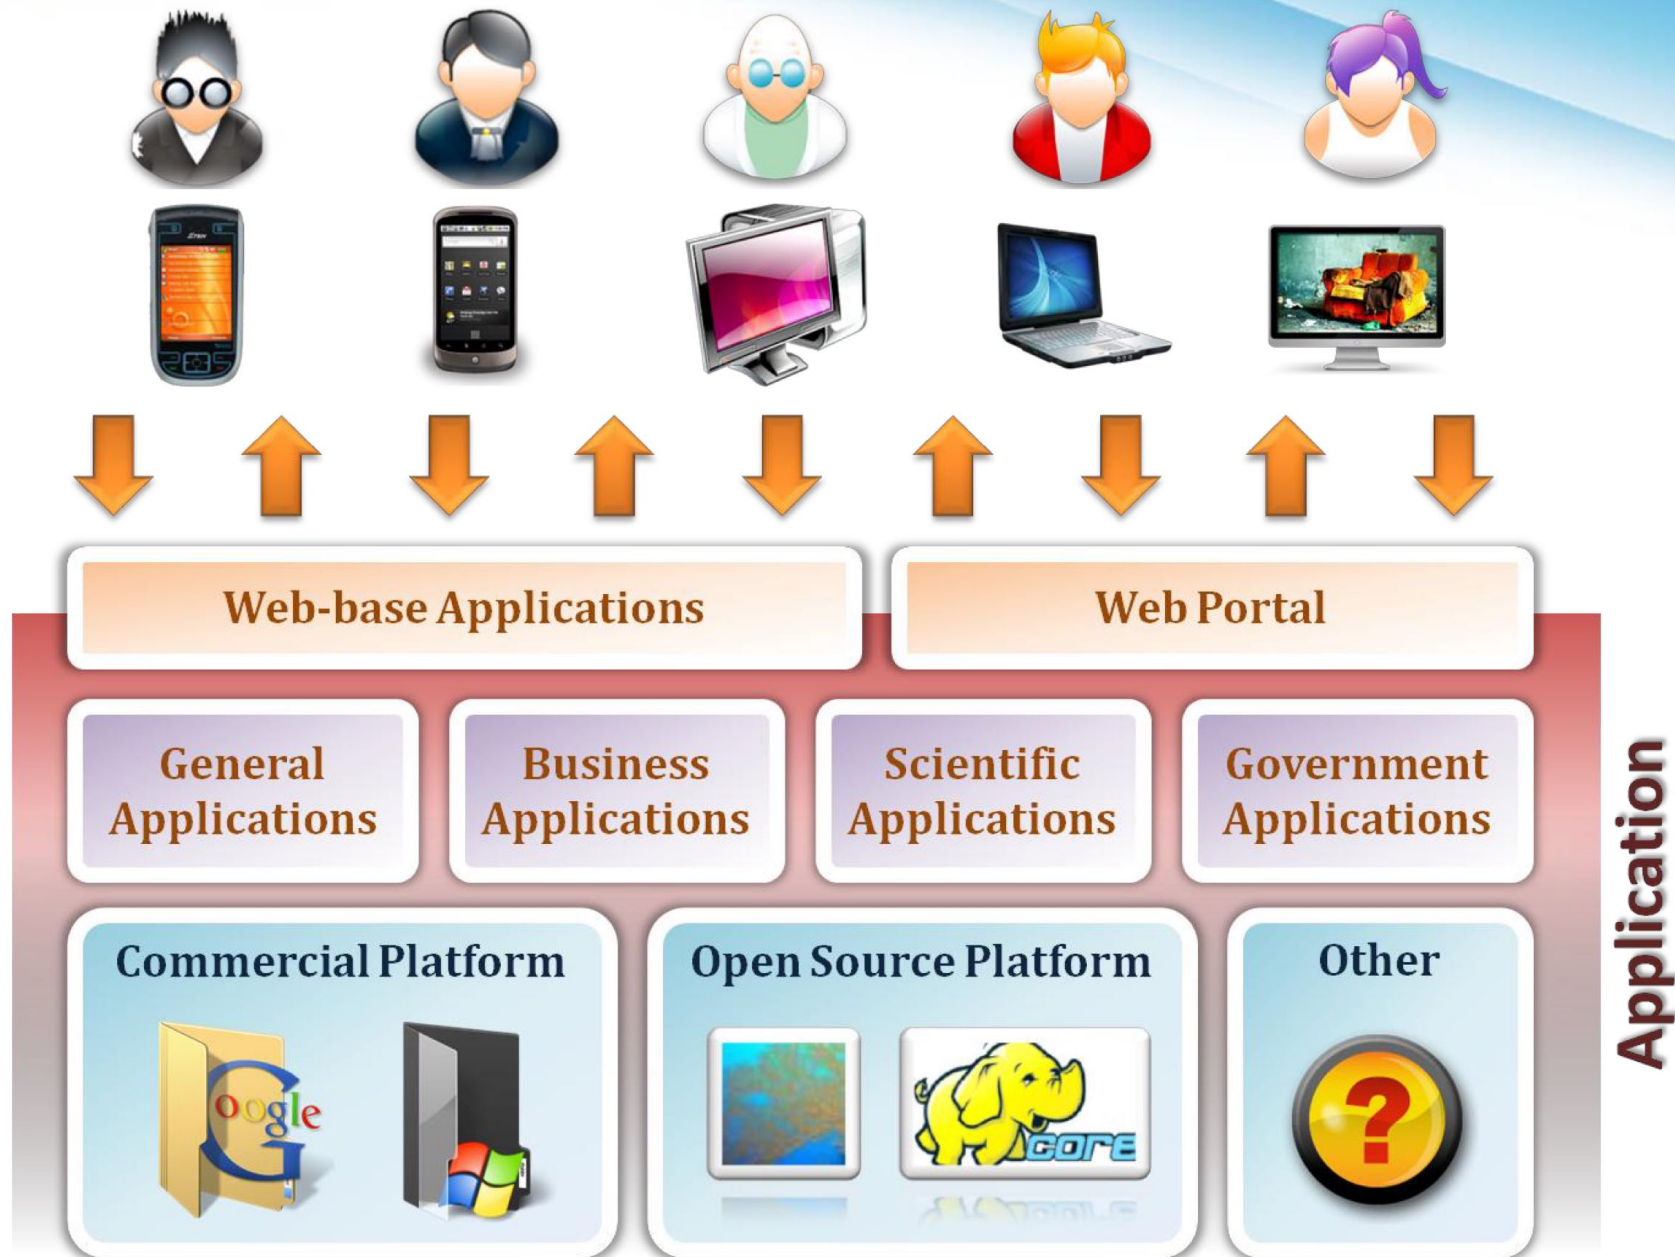 Web-base Applications
Web Portal
General
Applications
Business
Applications
Scientific
Applications
Government
Applications
Application
Commercial Platform
Open Source Platform
Other
Google
core
?